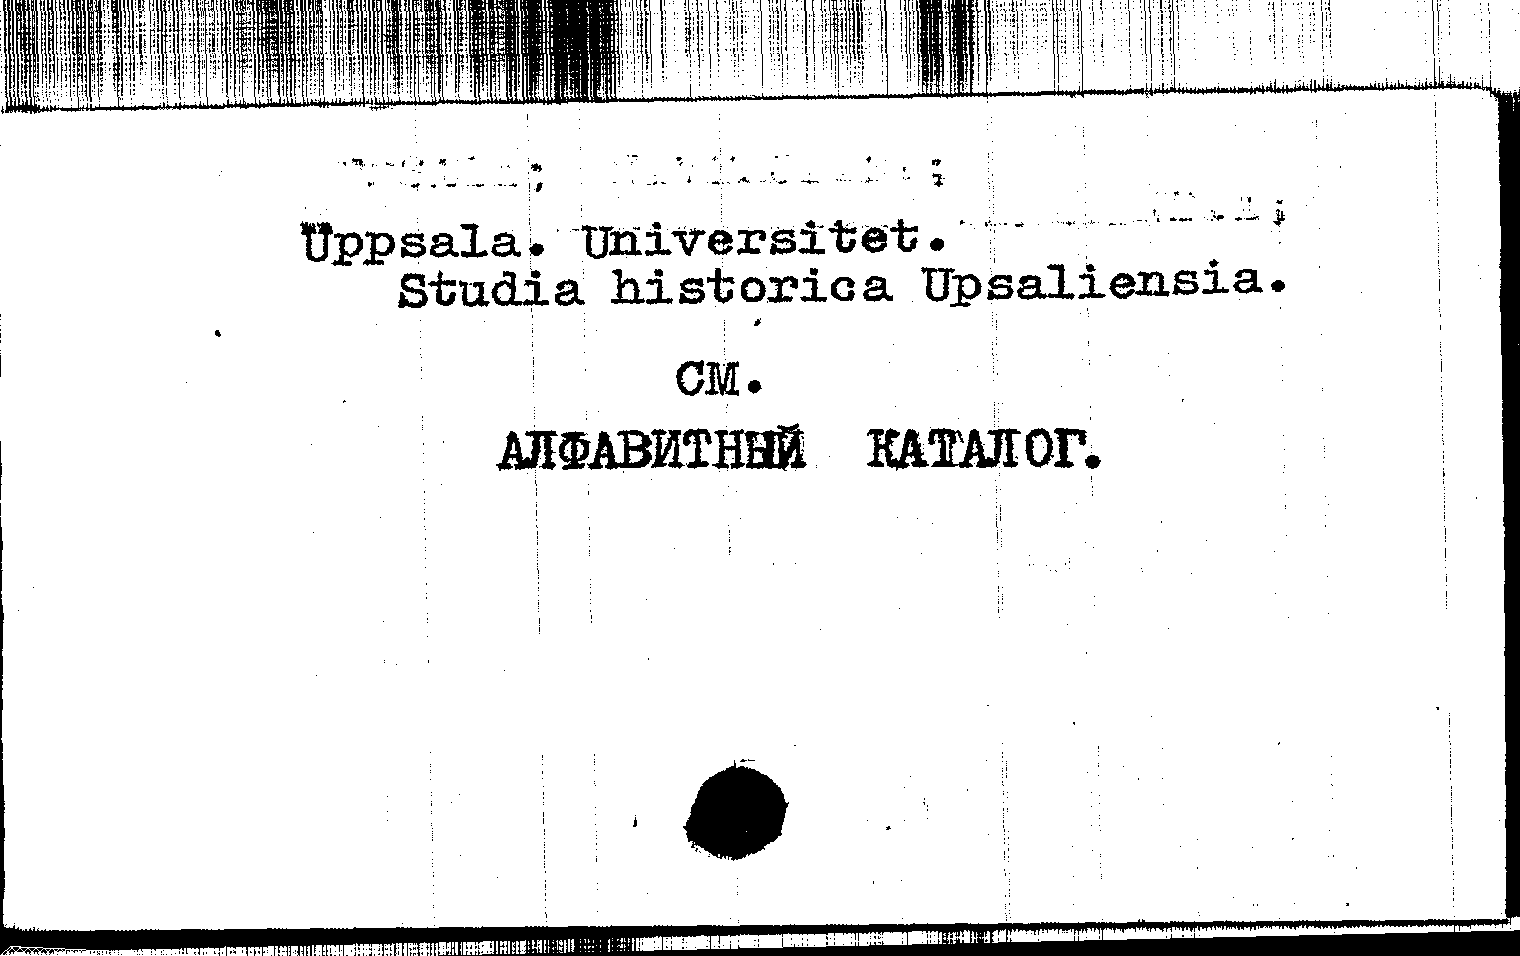 Uppsala. Universitet.
Studia historica Upsaliensia.
СМ.
АЛФАВИТНЫЙ КАТАЛОГ.